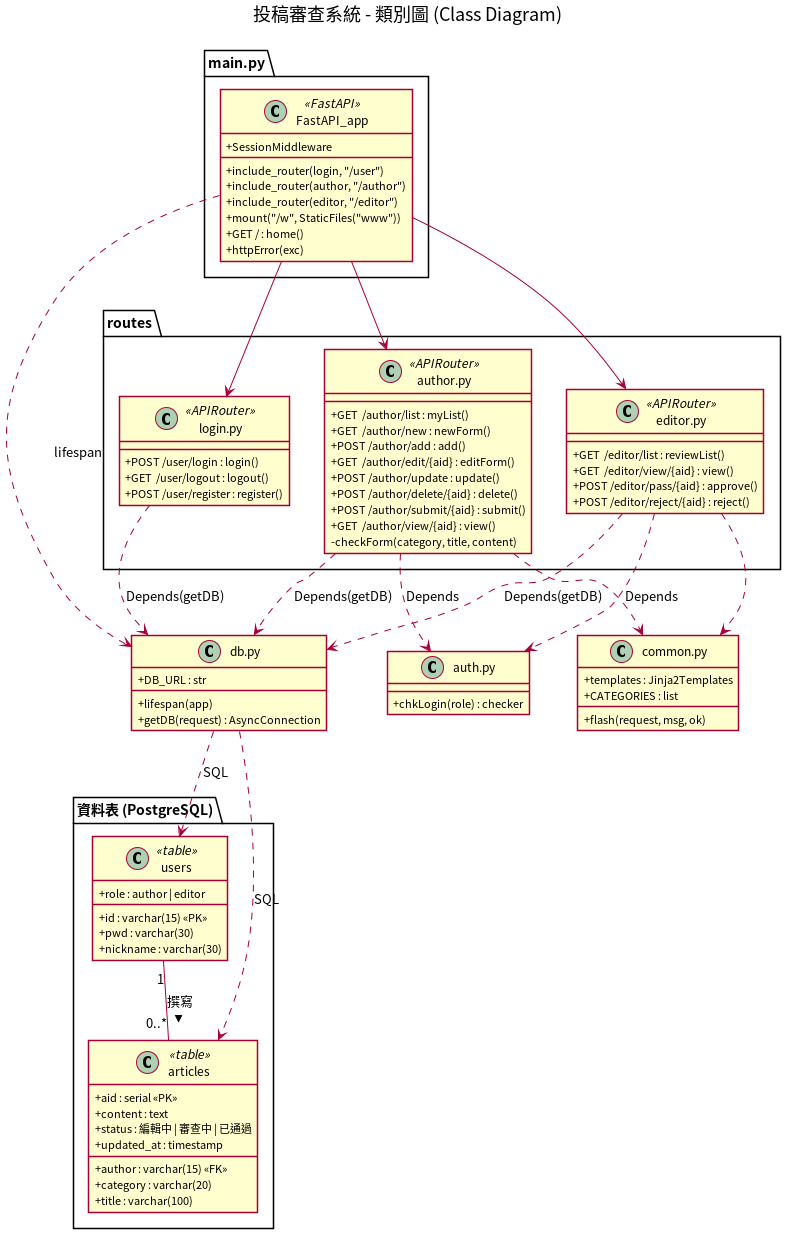 投稿審查系統 - 類別圖 (Class Diagram)
main.py
C
«FastAPI»
FastAPI_app
+SessionMiddleware
+include_router(login, "/user")
+include_router(author, "/author")
+include_router(editor, "/editor")
+mount("/w", StaticFiles("www"))
+GET / : home()
+httpError(exc)
routes
C
«APIRouter»
login.py
+POST /user/login : login()
+GET /user/logout : logout()
+POST /user/register : register()
C
«APIRouter»
author.py
+GET /author/list : myList()
+GET /author/new : newForm()
+POST /author/add : add()
+GET /author/edit/{aid} : editForm()
+POST /author/update : update()
+POST /author/delete/{aid} : delete()
+POST /author/submit/{aid} : submit()
+GET /author/view/{aid} : view()
-checkForm(category, title, content)
C
«APIRouter»
editor.py
+GET /editor/list : reviewList()
+GET /editor/view/{aid} : view()
+POST /editor/pass/{aid} : approve()
+POST /editor/reject/{aid} : reject()
lifespan
Depends(getDB)
Depends(getDB)
Depends
Depends(getDB)
Depends
C
db.py
+DB_URL : str
+lifespan(app)
+getDB(request) : AsyncConnection
C
auth.py
+chkLogin(role) : checker
C
common.py
+templates : Jinja2Templates
+CATEGORIES : list
+flash(request, msg, ok)
SQL
資料表 (PostgreSQL)
C
«table»
users
+role : author | editor
+id : varchar(15) «PK»
+pwd : varchar(30)
+nickname : varchar(30)
SQL
1
撰寫
0..*
C
«table»
articles
+aid : serial «PK»
+content : text
+status : 編輯中 | 審查中 | 已通過
+updated_at : timestamp
+author : varchar(15) «FK»
+category : varchar(20)
+title : varchar(100)